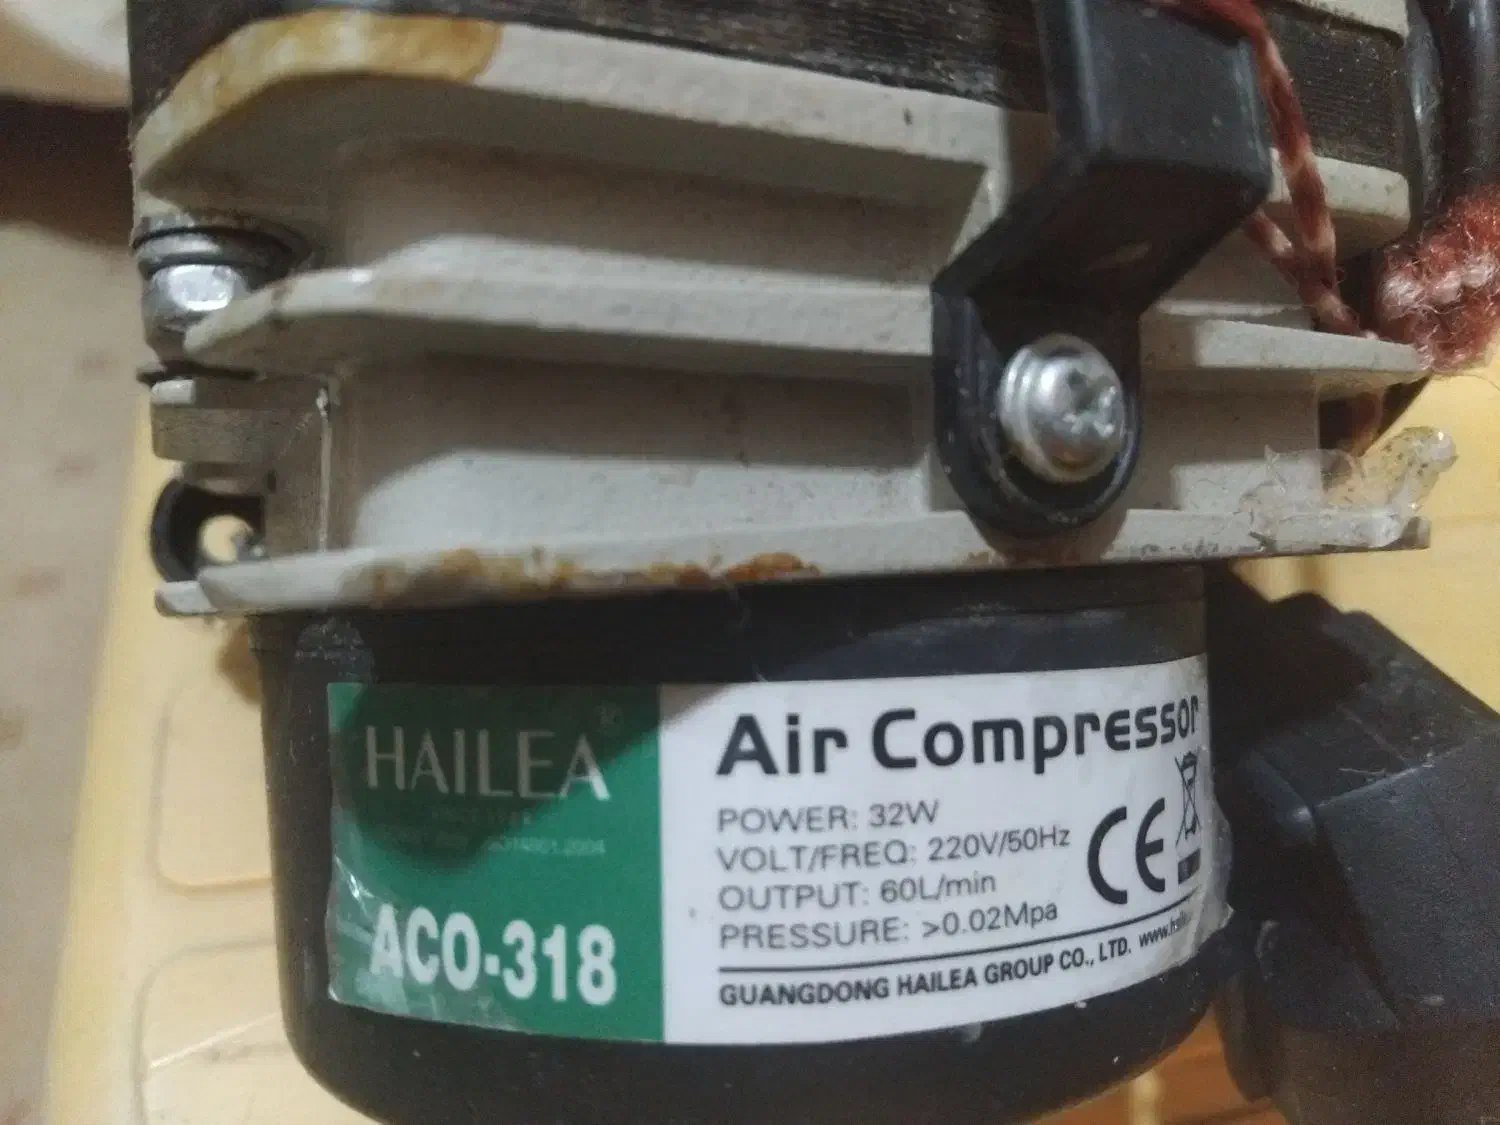 HAILEA
ACO-318
Air Compressor
POWER: 32W
VOLT/FREQ: 220V/50Hz
OUTPUT: 60L/min
PRESSURE: >0.02Mpa
CE
GUANGDONG HAILEA GROUP CO., LTD.